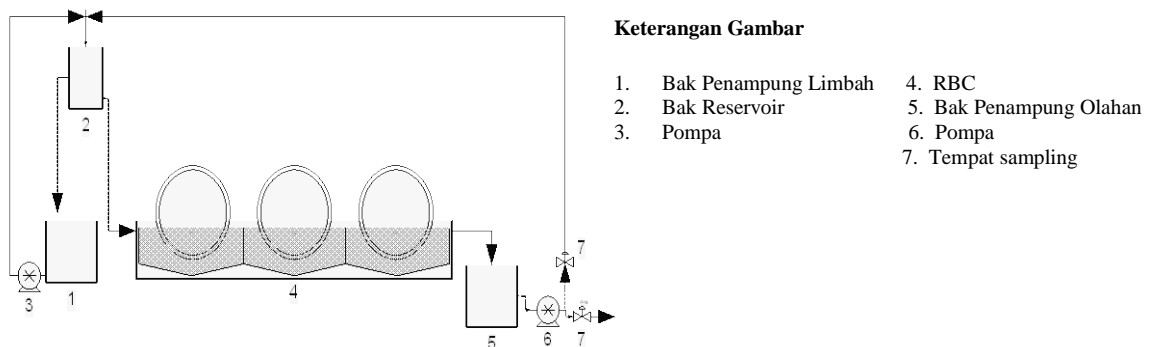 Keterangan Gambar
1. Bak Penampung Limbah 4. RBC
2. Bak Reservoir 5. Bak Penampung Olahan
3. Pompa 6. Pompa
7. Tempat sampling
2
7
3
1
4
5
6
7